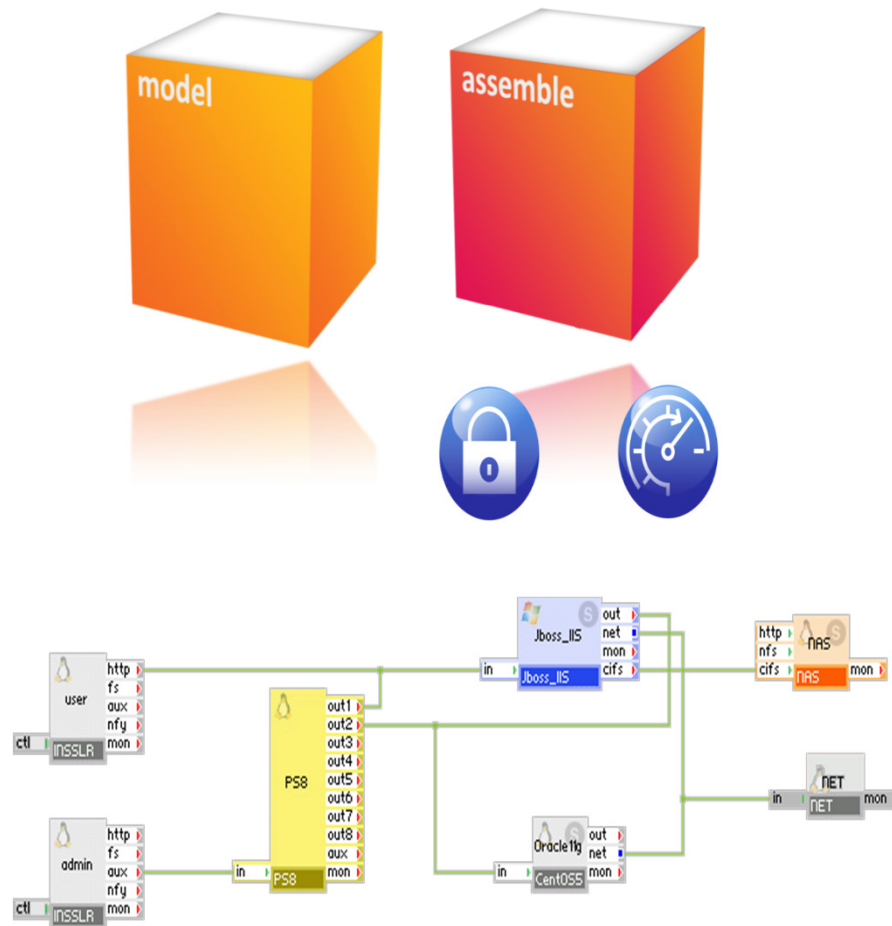 model
assemble
user
INSSLR
ctl
http
fs
aux
nfy
mon
admin
INSSLR
ctl
http
fs
aux
nfy
mon
in
PS8
PS8
out1
out2
out3
out4
out5
out6
out7
out8
aux
mon
in
Jboss_IIS
Jboss_IIS
S
out
net
mon
cifs
in
Oracle11g
CentOS5
S
out
net
mon
http
nfs
cifs
NAS
NAS
S
mon
in
NET
NET
mon